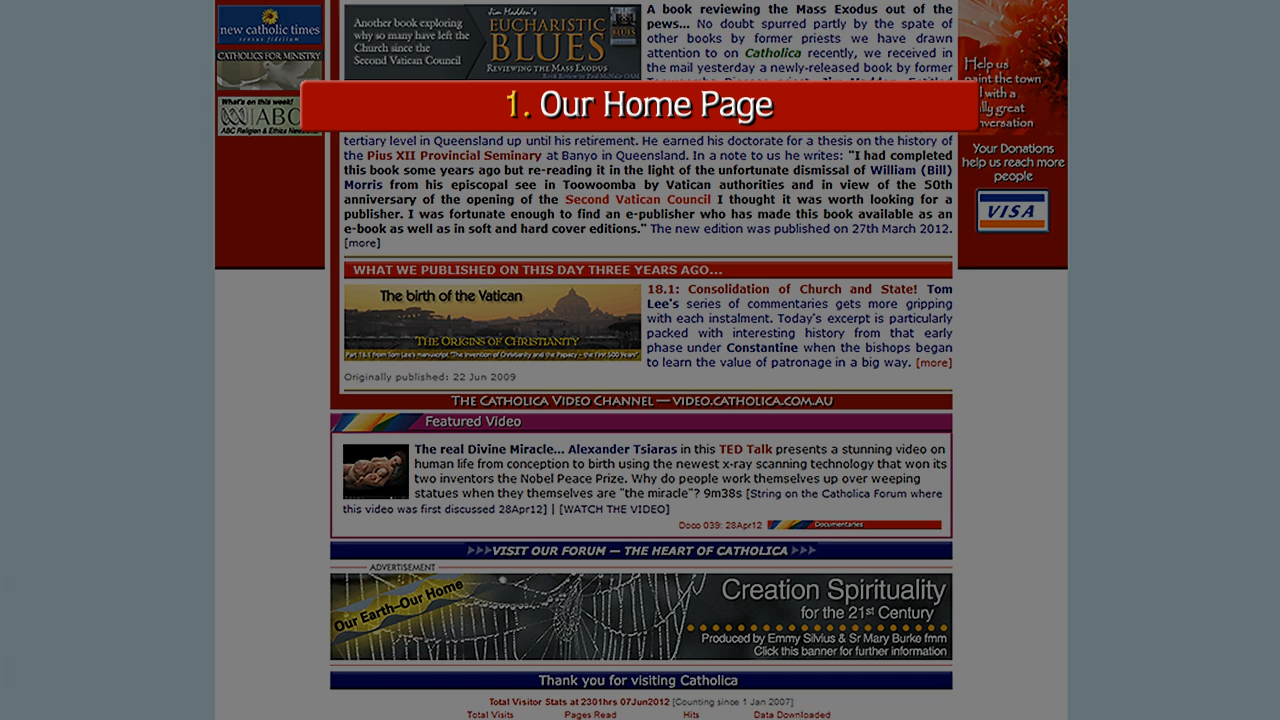 new catholic times
sensus fidelium
CATHOLICS FOR MINISTRY
What's on this week!
ABC
ABC Religion & Ethics
Another book exploring
why so many have left the
Church since the
Second Vatican Council
Jim Madden's
EUCHARISTIC
BLUES
REVIEWING THE MASS EXODUS
Book Review by Paul McNally OAM
A book reviewing the Mass Exodus out of the
pews... No doubt spurred partly by the spate of
other books by former priests we have drawn
attention to on Catholica recently, we received in
the mail yesterday a newly-released book by former
1. Our Home Page
tertiary level in Queensland up until his retirement. He earned his doctorate for a thesis on the history of
the Pius XII Provincial Seminary at Banyo in Queensland. In a note to us he writes: "I had completed
this book some years ago but re-reading it in the light of the unfortunate dismissal of William (Bill)
Morris from his episcopal see in Toowoomba by Vatican authorities and in view of the 50th
anniversary of the opening of the Second Vatican Council I thought it was worth looking for a
publisher. I was fortunate enough to find an e-publisher who has made this book available as an
e-book as well as in soft and hard cover editions." The new edition was published on 27th March 2012.
[more]
WHAT WE PUBLISHED ON THIS DAY THREE YEARS AGO...
The birth of the Vatican
THE ORIGINS OF CHRISTIANITY
Part 18.1 from Tom Lee's manuscript "The Invention of Christianity and the Papacy – the First 500 Years"
18.1: Consolidation of Church and State! Tom
Lee's series of commentaries gets more gripping
with each instalment. Today's excerpt is particularly
packed with interesting history from that early
phase under Constantine when the bishops began
to learn the value of patronage in a big way. [more]
Originally published: 22 Jun 2009
THE CATHOLICA VIDEO CHANNEL — VIDEO.CATHOLICA.COM.AU
Featured Video
The real Divine Miracle... Alexander Tsiaras in this TED Talk presents a stunning video on
human life from conception to birth using the newest x-ray scanning technology that won its
two inventors the Nobel Peace Prize. Why do people work themselves up over weeping
statues when they themselves are "the miracle"? 9m38s [String on the Catholica Forum where
this video was first discussed 28Apr12] | [WATCH THE VIDEO]
Doco 039: 28Apr12
Documentaries
>>>VISIT OUR FORUM — THE HEART OF CATHOLICA >>>
ADVERTISEMENT
Our Earth–Our Home
Creation Spirituality
for the 21st Century
Produced by Emmy Silvius & Sr Mary Burke fmm
Click this banner for further information
Thank you for visiting Catholica
Total Visitor Stats at 2301hrs 07Jun2012 [Counting since 1 Jan 2007]
Total Visits Pages Read Hits Data Downloaded
Help us
paint the town
with a
really great
conversation
Your Donations
help us reach more
people
VISA